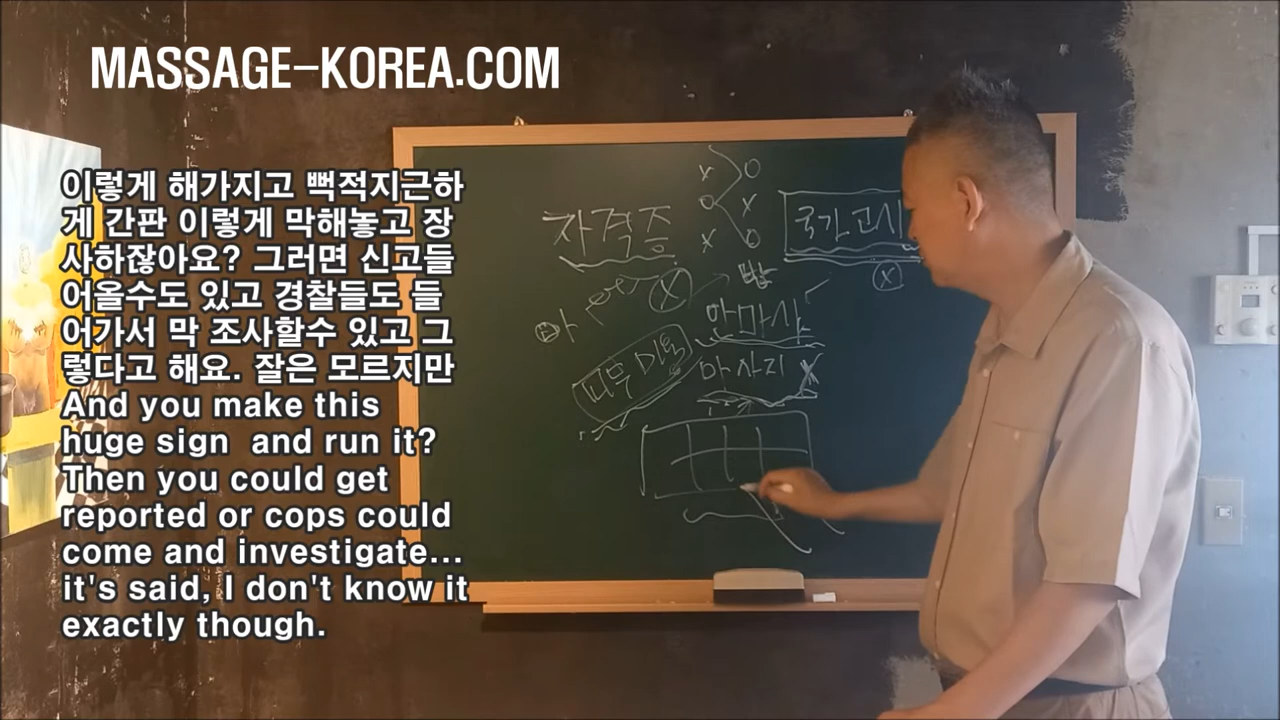 MASSAGE-KOREA.COM
이렇게 해가지고 뻑적지근하
게 간판 이렇게 막해놓고 장
사하잖아요? 그러면 신고들
어올수도 있고 경찰들도 들
어가서 막 조사할수 있고 그
렇다고 해요. 잘은 모르지만
And you make this
huge sign and run it?
Then you could get
reported or cops could
come and investigate...
it's said, I don't know it
exactly though.
x O
자격증 O x 국가고시
x O
x
안마사
피부미용 마사지 x